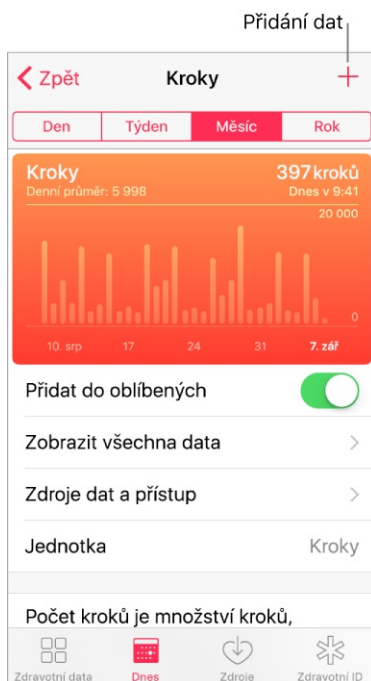 Přidání dat
Zpět Kroky
Den Týden Měsíc Rok
Kroky 397 kroků
Denní průměr: 5 998 Dnes v 9:41
20 000
0
10. srp 17 24 31 7. zář
Přidat do oblíbených
Zobrazit všechna data
Zdroje dat a přístup
Jednotka Kroky
Počet kroků je množství kroků,
Zdravotní data Dnes Zdroje Zdravotní ID